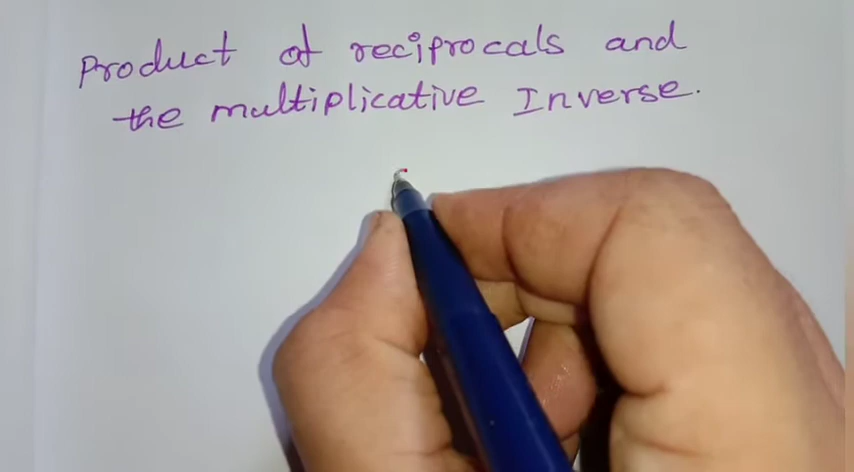 Product of reciprocals and
the multiplicative Inverse.